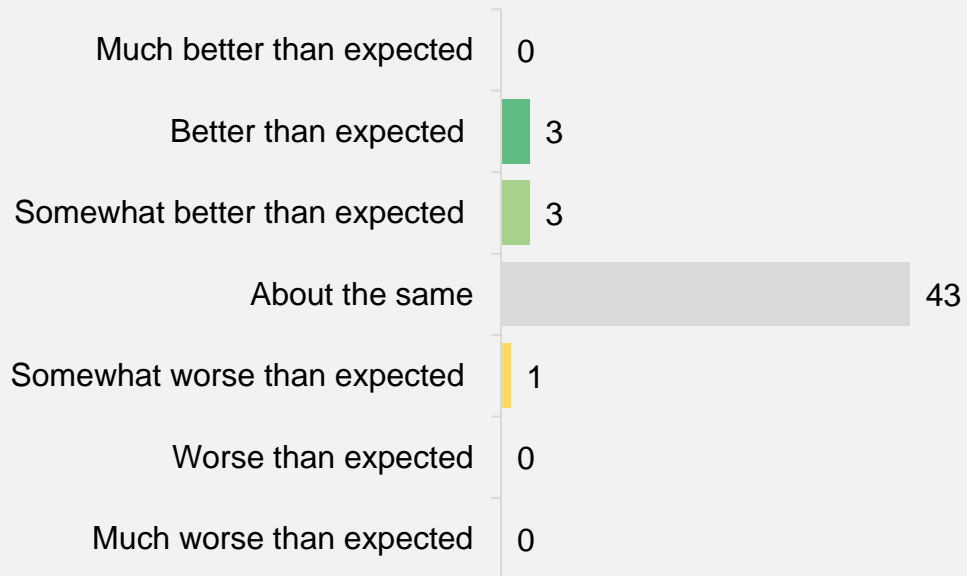 Much better than expected 0
Better than expected 3
Somewhat better than expected 3
About the same 43
Somewhat worse than expected 1
Worse than expected 0
Much worse than expected 0